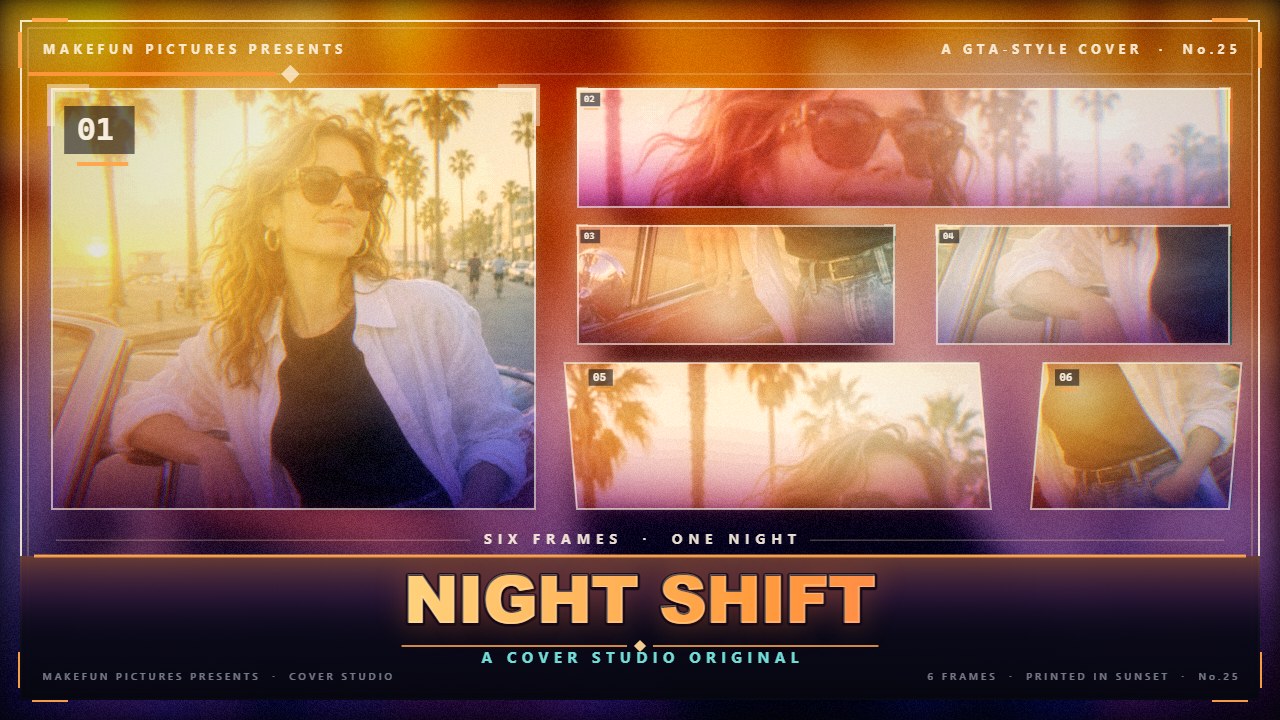 MAKEFUN PICTURES PRESENTS
A GTA-STYLE COVER · No.25
01
02
03
04
05
06
SIX FRAMES · ONE NIGHT
NIGHT SHIFT
A COVER STUDIO ORIGINAL
MAKEFUN PICTURES PRESENTS · COVER STUDIO
6 FRAMES · PRINTED IN SUNSET · No.25